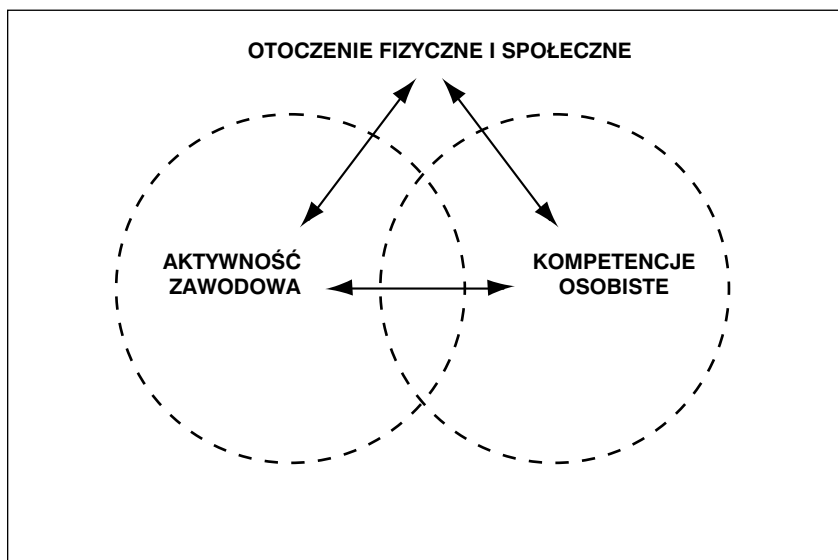 OTOCZENIE FIZYCZNE I SPOŁECZNE
AKTYWNOŚĆ
ZAWODOWA
KOMPETENCJE
OSOBISTE